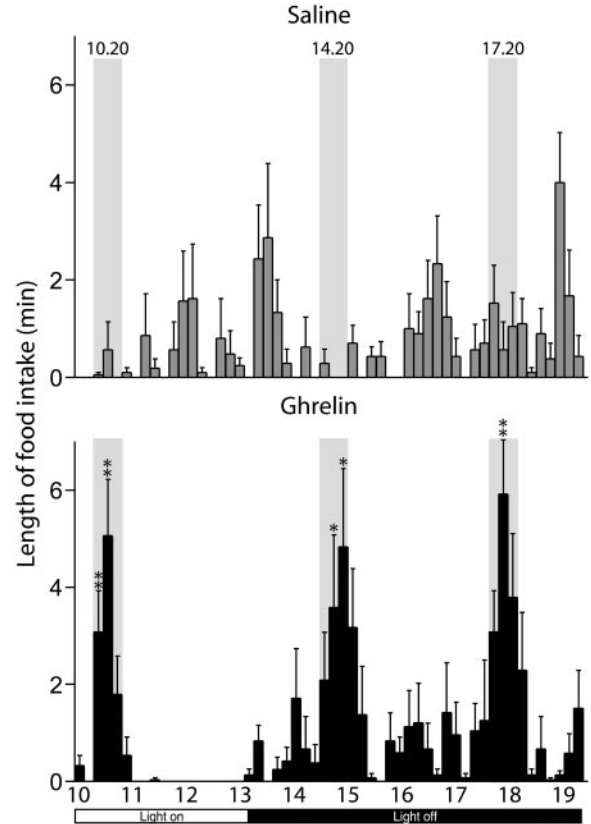 Saline
10.20 14.20 17.20
6
4
2
0
Length of food intake (min)
Ghrelin
** ** * * **
6
4
2
0
10 11 12 13 14 15 16 17 18 19
Light on Light off